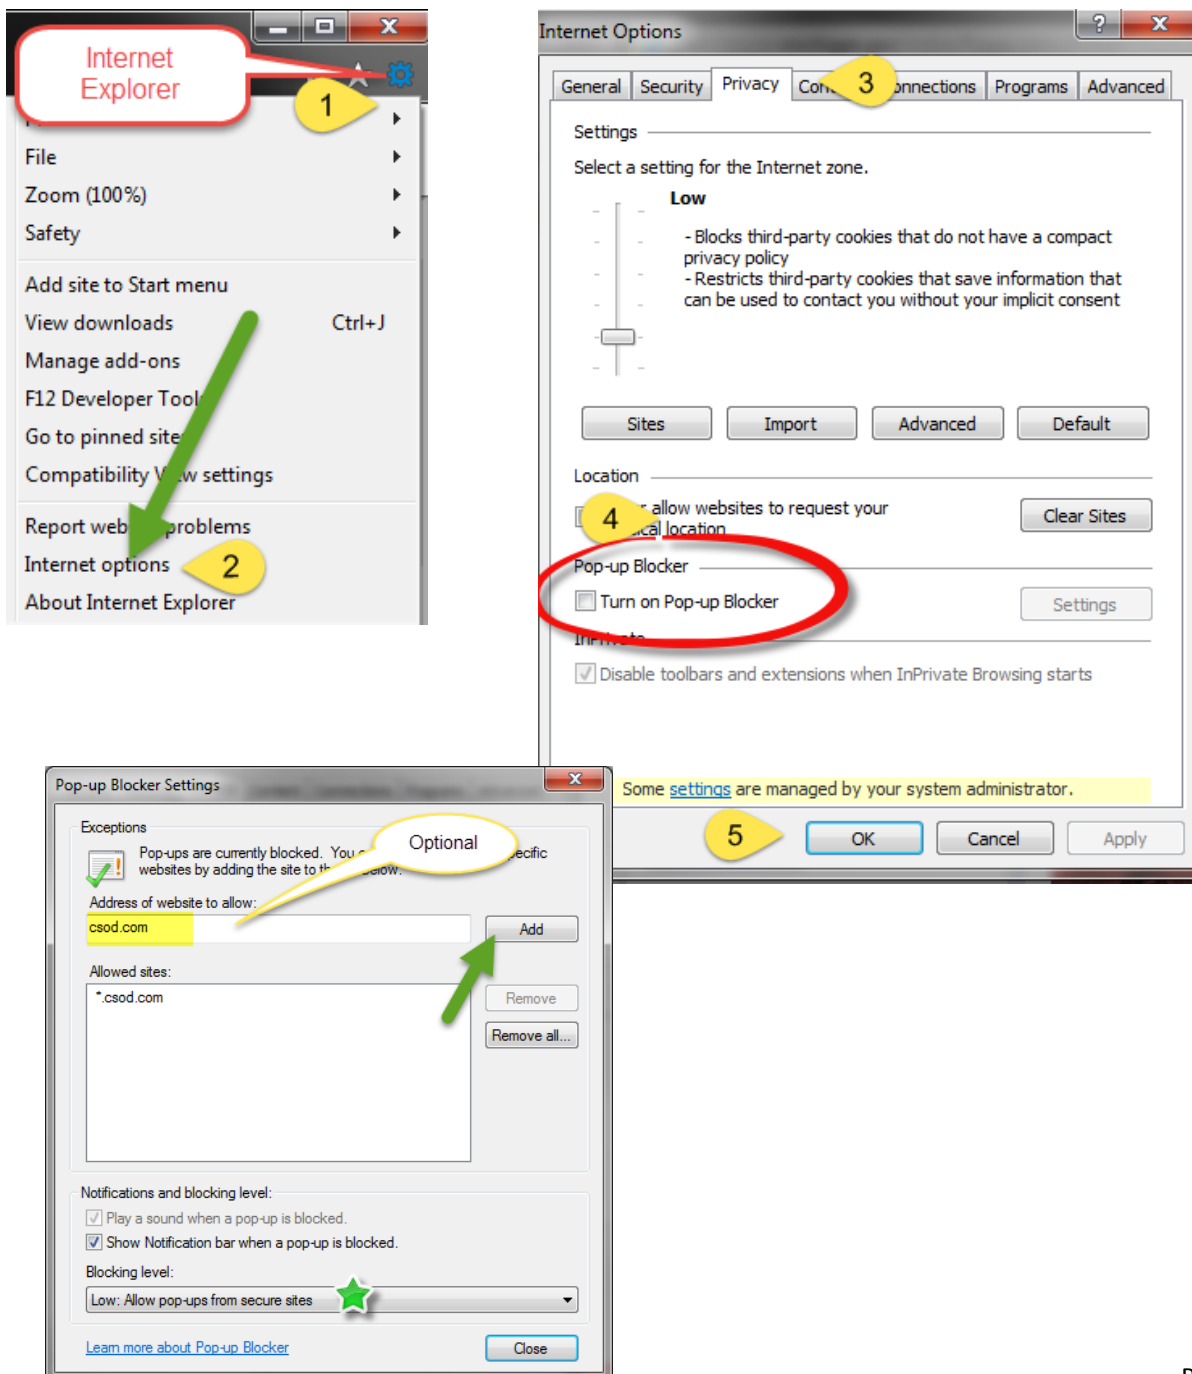 Internet
Explorer
1
File
Zoom (100%)
Safety
Add site to Start menu
View downloads Ctrl+J
Manage add-ons
F12 Developer Tool
Go to pinned site
Compatibility View settings
Report web problems
Internet options 2
About Internet Explorer
Internet Options
General Security Privacy 3 onnections Programs Advanced
Settings
Select a setting for the Internet zone.
Low
- Blocks third-party cookies that do not have a compact
privacy policy
- Restricts third-party cookies that save information that
can be used to contact you without your implicit consent
Sites Import Advanced Default
Location
4 allow websites to request your
location
Clear Sites
Pop-up Blocker
Turn on Pop-up Blocker Settings
InPrivate
Disable toolbars and extensions when InPrivate Browsing starts
Some settings are managed by your system administrator.
5 OK Cancel Apply
Pop-up Blocker Settings
Exceptions
Optional
Pop-ups are currently blocked. You ecific
websites by adding the site to below.
Address of website to allow:
csod.com Add
Allowed sites:
*.csod.com Remove
Remove all...
Notifications and blocking level:
Play a sound when a pop-up is blocked.
Show Notification bar when a pop-up is blocked.
Blocking level:
Low: Allow pop-ups from secure sites
Learn more about Pop-up Blocker Close